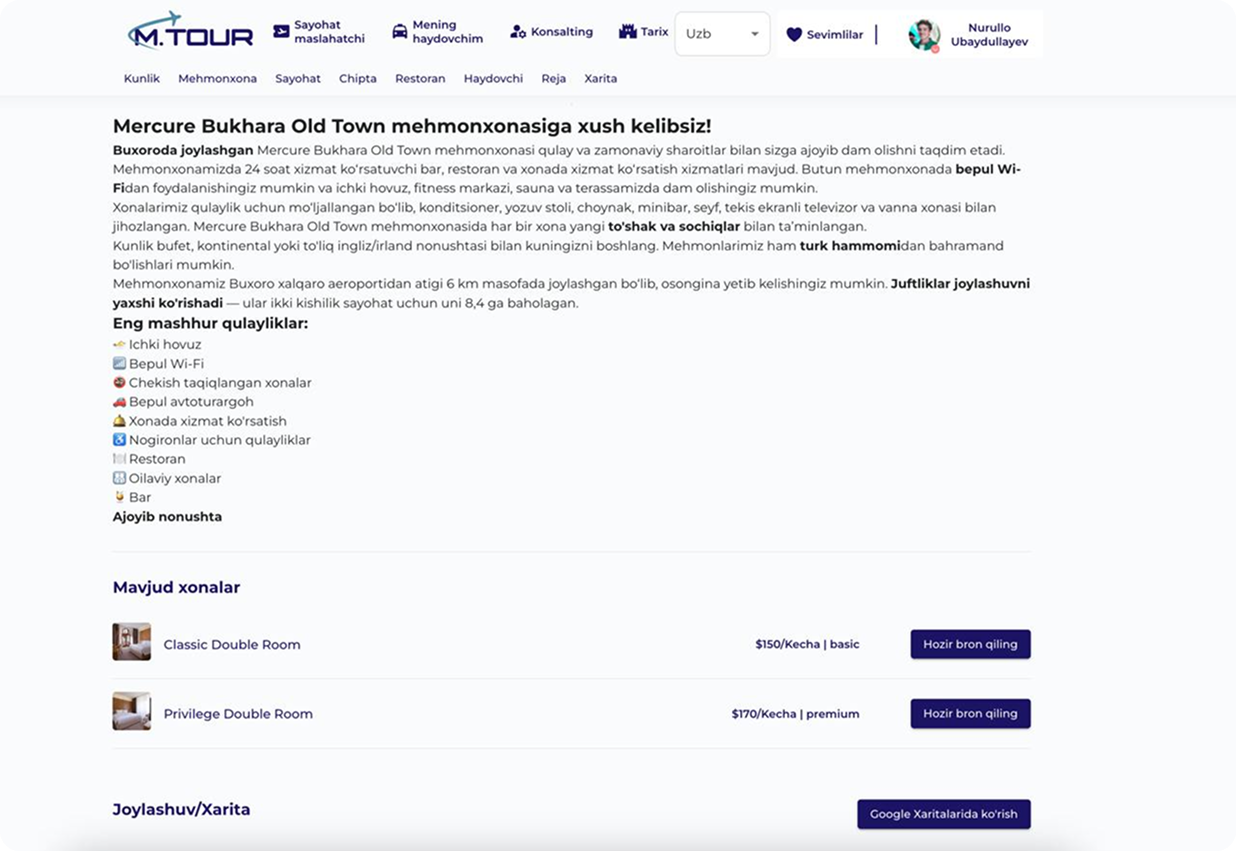 M.TOUR
Sayohat
maslahatchi
Mening
haydovchim
Konsalting
Tarix
Uzb
Sevimlilar
Nurullo
Ubaydullayev
Kunlik Mehmonxona Sayohat Chipta Restoran Haydovchi Reja Xarita
Mercure Bukhara Old Town mehmonxonasiga xush kelibsiz!
Buxoroda joylashgan Mercure Bukhara Old Town mehmonxonasi qulay va zamonaviy sharoitlar bilan sizga ajoyib dam olishni taqdim etadi.
Mehmonxonamizda 24 soat xizmat ko'rsatuvchi bar, restoran va xonada xizmat ko'rsatish xizmatlari mavjud. Butun mehmonxonada bepul Wi-
Fidan foydalanishingiz mumkin va ichki hovuz, fitness markazi, sauna va terassamizda dam olishingiz mumkin.
Xonalarimiz qulaylik uchun mo'ljallangan bo'lib, konditsioner, yozuv stoli, choynak, minibar, seyf, tekis ekranli televizor va vanna xonasi bilan
jihozlangan. Mercure Bukhara Old Town mehmonxonasida har bir xona yangi to'shak va sochiqlar bilan ta'minlangan.
Kunlik bufet, kontinental yoki to'liq ingliz/irland nonushtasi bilan kuningizni boshlang. Mehmonlarimiz ham turk hammomidan bahramand
bo'lishlari mumkin.
Mehmonxonamiz Buxoro xalqaro aeroportidan atigi 6 km masofada joylashgan bo'lib, osongina yetib kelishingiz mumkin. Juftliklar joylashuvni
yaxshi ko'rishadi — ular ikki kishilik sayohat uchun uni 8,4 ga baholagan.
Eng mashhur qulayliklar:
Ichki hovuz
Bepul Wi-Fi
Chekish taqiqlangan xonalar
Bepul avtoturargoh
Xonada xizmat ko'rsatish
Nogironlar uchun qulayliklar
Restoran
Oilaviy xonalar
Bar
Ajoyib nonushta
Mavjud xonalar
Classic Double Room $150/Kecha | basic Hozir bron qiling
Privilege Double Room $170/Kecha | premium Hozir bron qiling
Joylashuv/Xarita Google Xaritalarida ko'rish